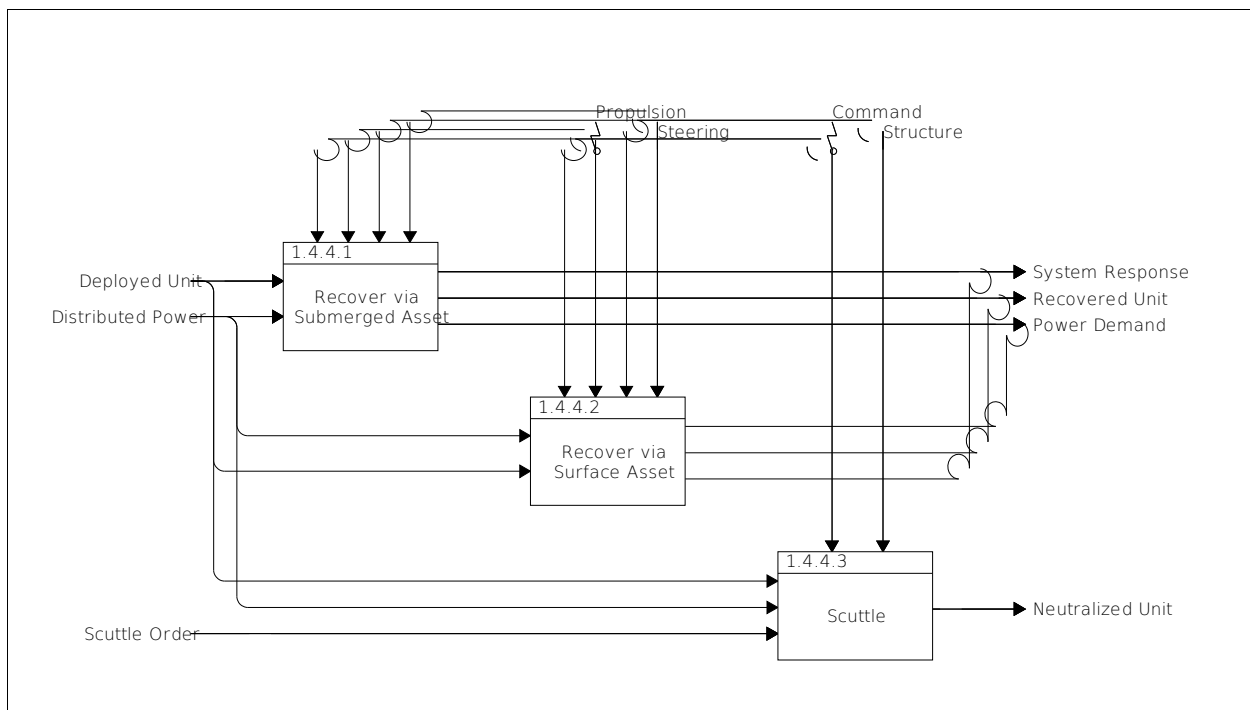 Propulsion
Command
Steering
Structure
1.4.4.1
Deployed Unit
Recover via
Submerged Asset
Distributed Power
System Response
Recovered Unit
Power Demand
1.4.4.2
Recover via
Surface Asset
1.4.4.3
Scuttle
Scuttle Order
Neutralized Unit